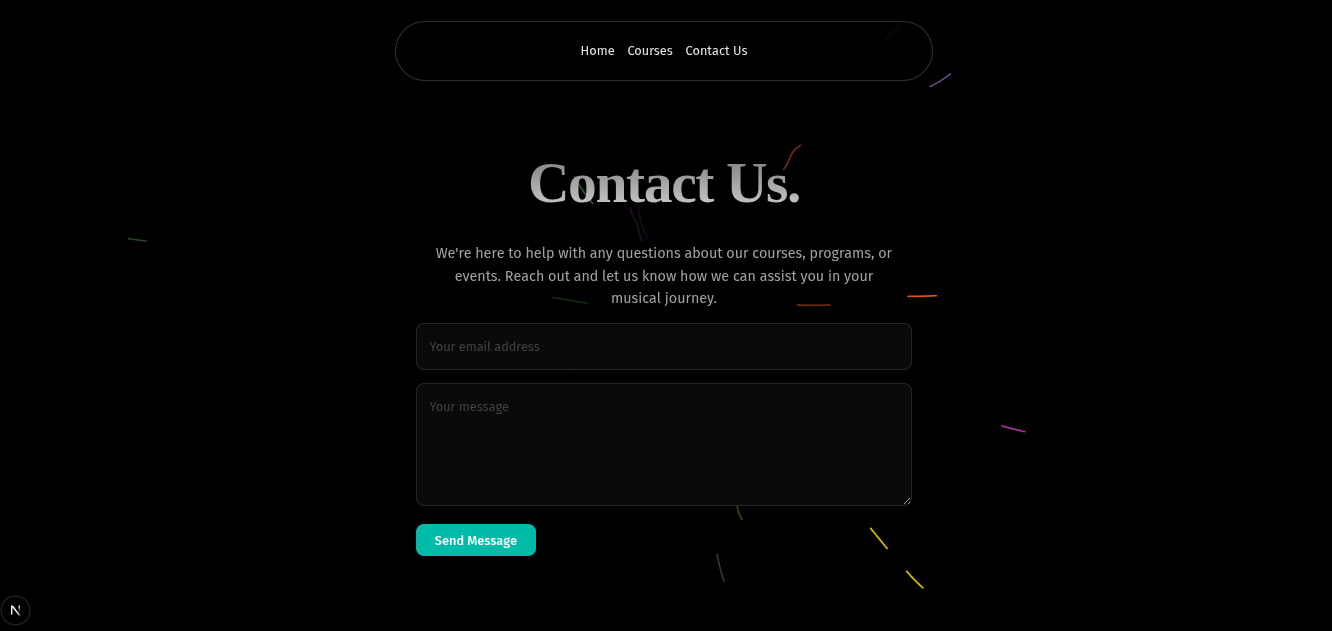 Home Courses Contact Us
Contact Us.
We're here to help with any questions about our courses, programs, or
events. Reach out and let us know how we can assist you in your
musical journey.
Your email address
Your message
Send Message
N